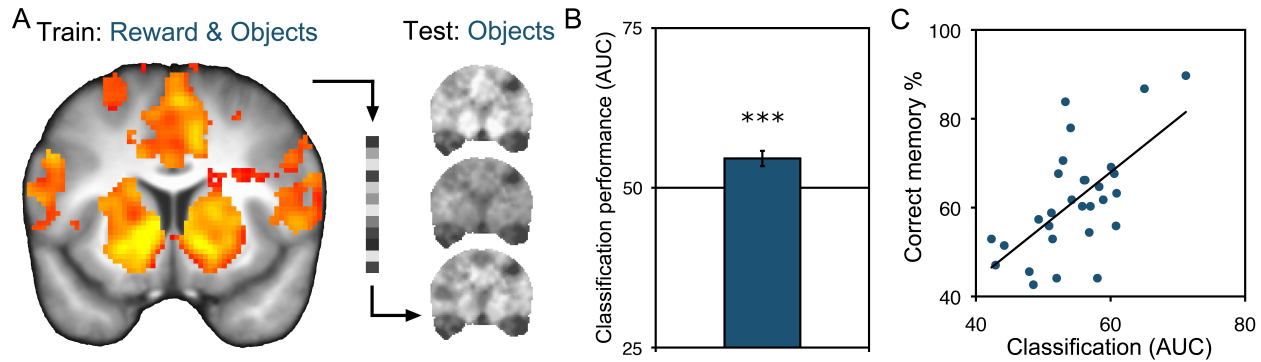 A
Train: Reward & Objects
Test: Objects
B
Classification performance (AUC)
75
50
25
***
C
Correct memory %
100
80
60
40
40
60
80
Classification (AUC)